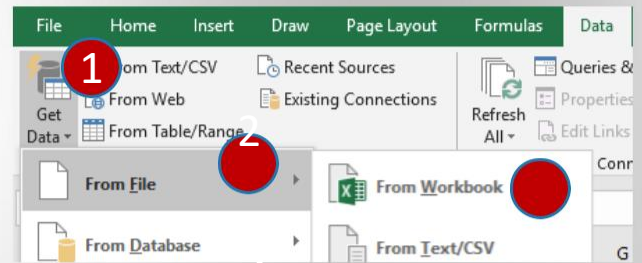 File Home Insert Draw Page Layout Formulas Data
1
om Text/CSV
From Web
From Table/Range
Get
Data
Recent Sources
Existing Connections
Refresh
All
Queries &
Properties
Edit Links
Conn
2
From File
From Workbook
From Database
From Text/CSV
G